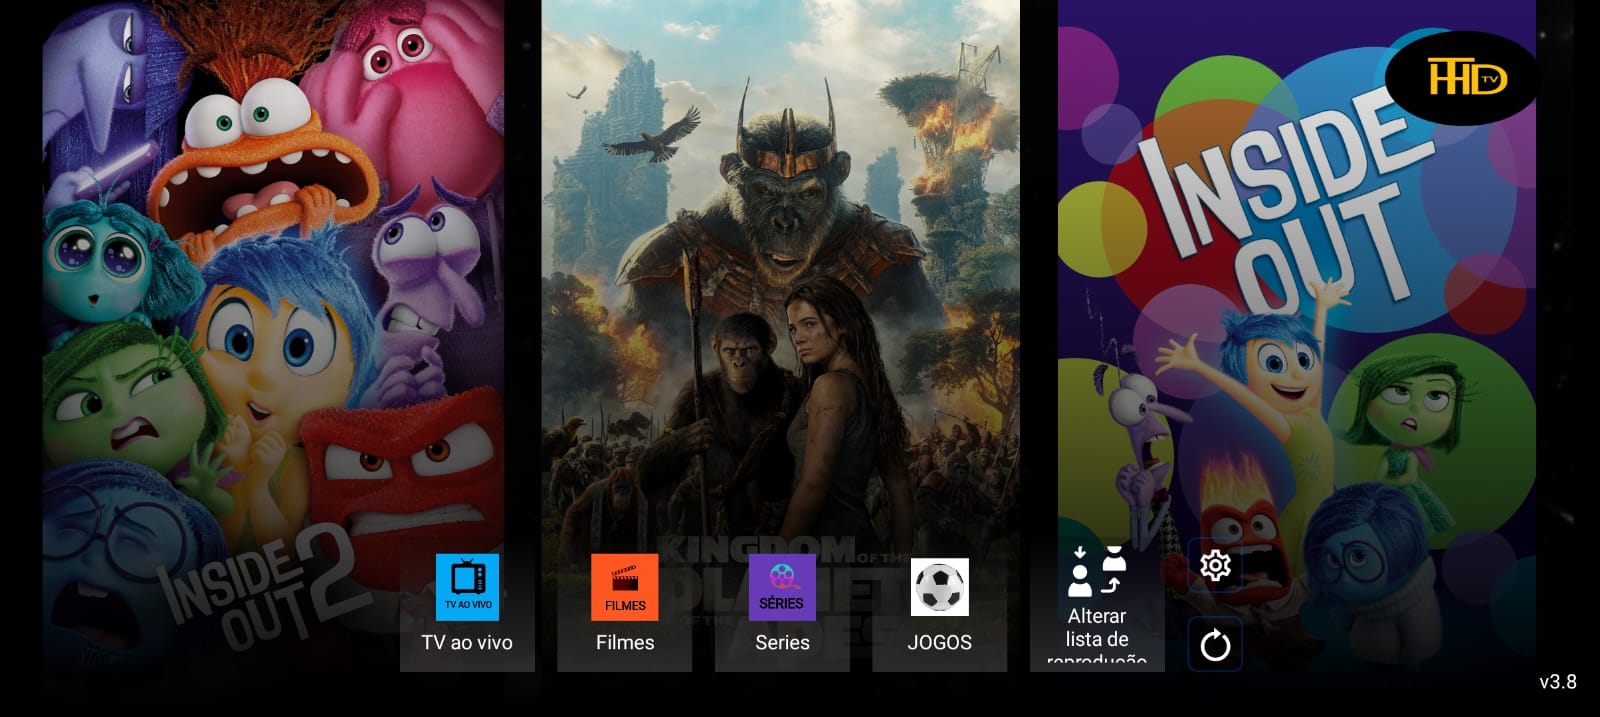 HHD TV
INSIDE
OUT
INSIDE
OUT 2
KINGDOM OF THE
PLANET
OF THE
APES
TV AO VIVO
FILMES
SÉRIES
TV ao vivo
Filmes
Series
JOGOS
Alterar
lista de
reprodução
v3.8